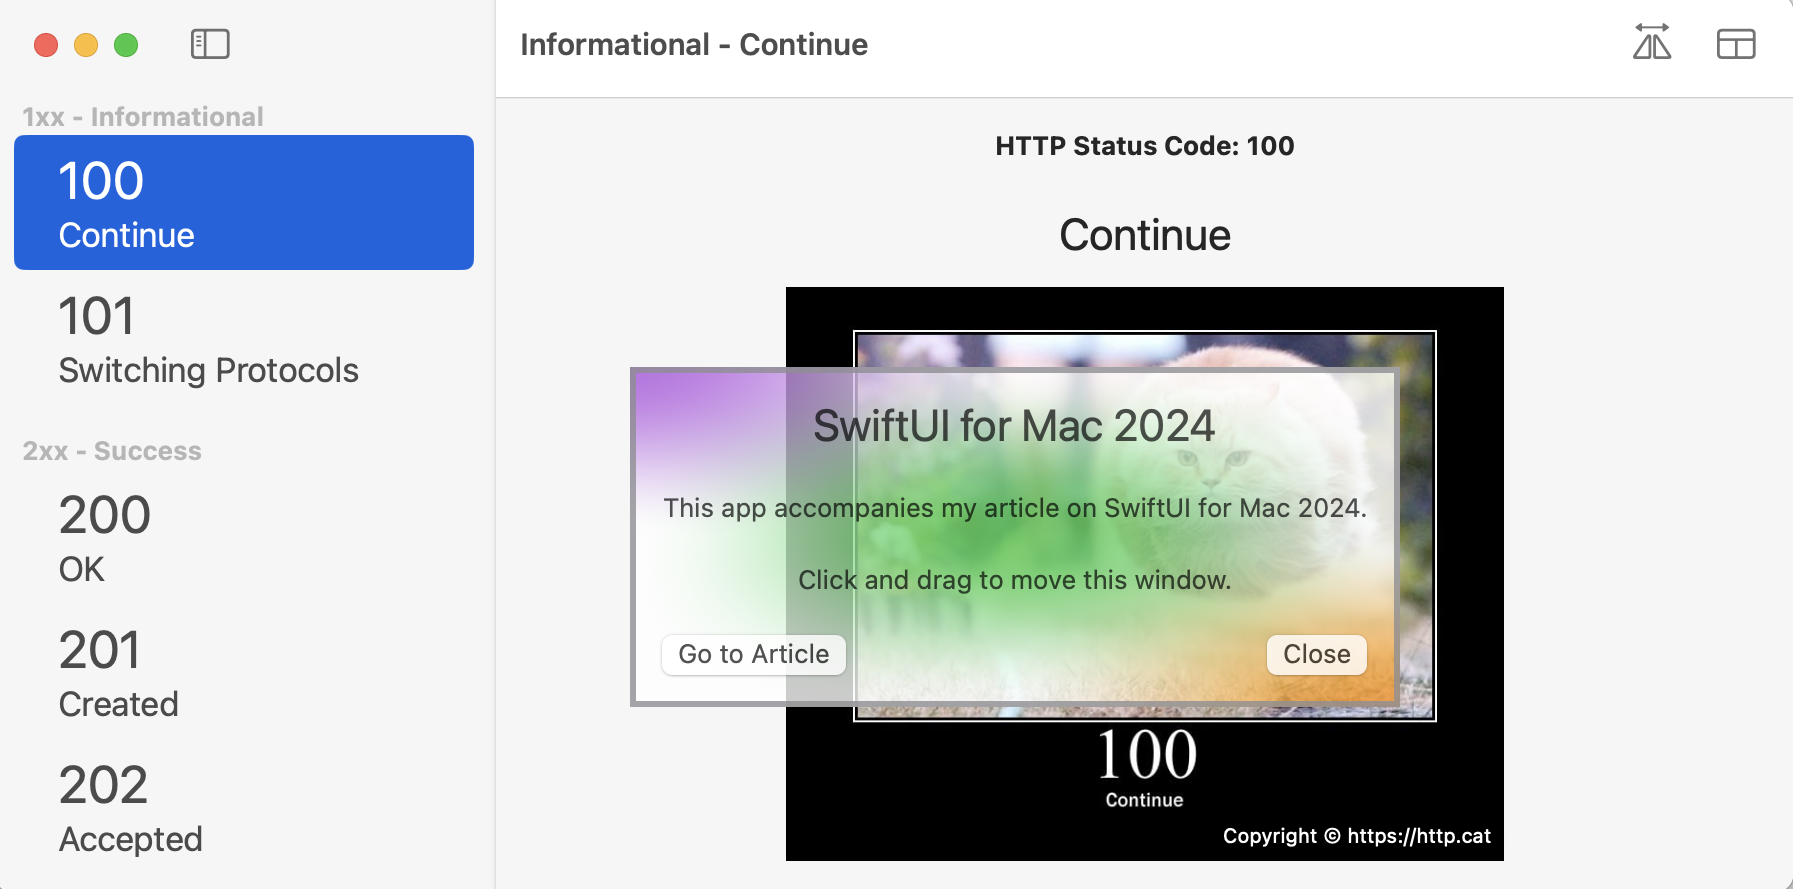 Informational - Continue
1xx - Informational
100
Continue
101
Switching Protocols
2xx - Success
200
OK
201
Created
202
Accepted
HTTP Status Code: 100
Continue
SwiftUI for Mac 2024
This app accompanies my article on SwiftUI for Mac 2024.
Click and drag to move this window.
Go to Article
Close
100
Continue
Copyright © https://http.cat